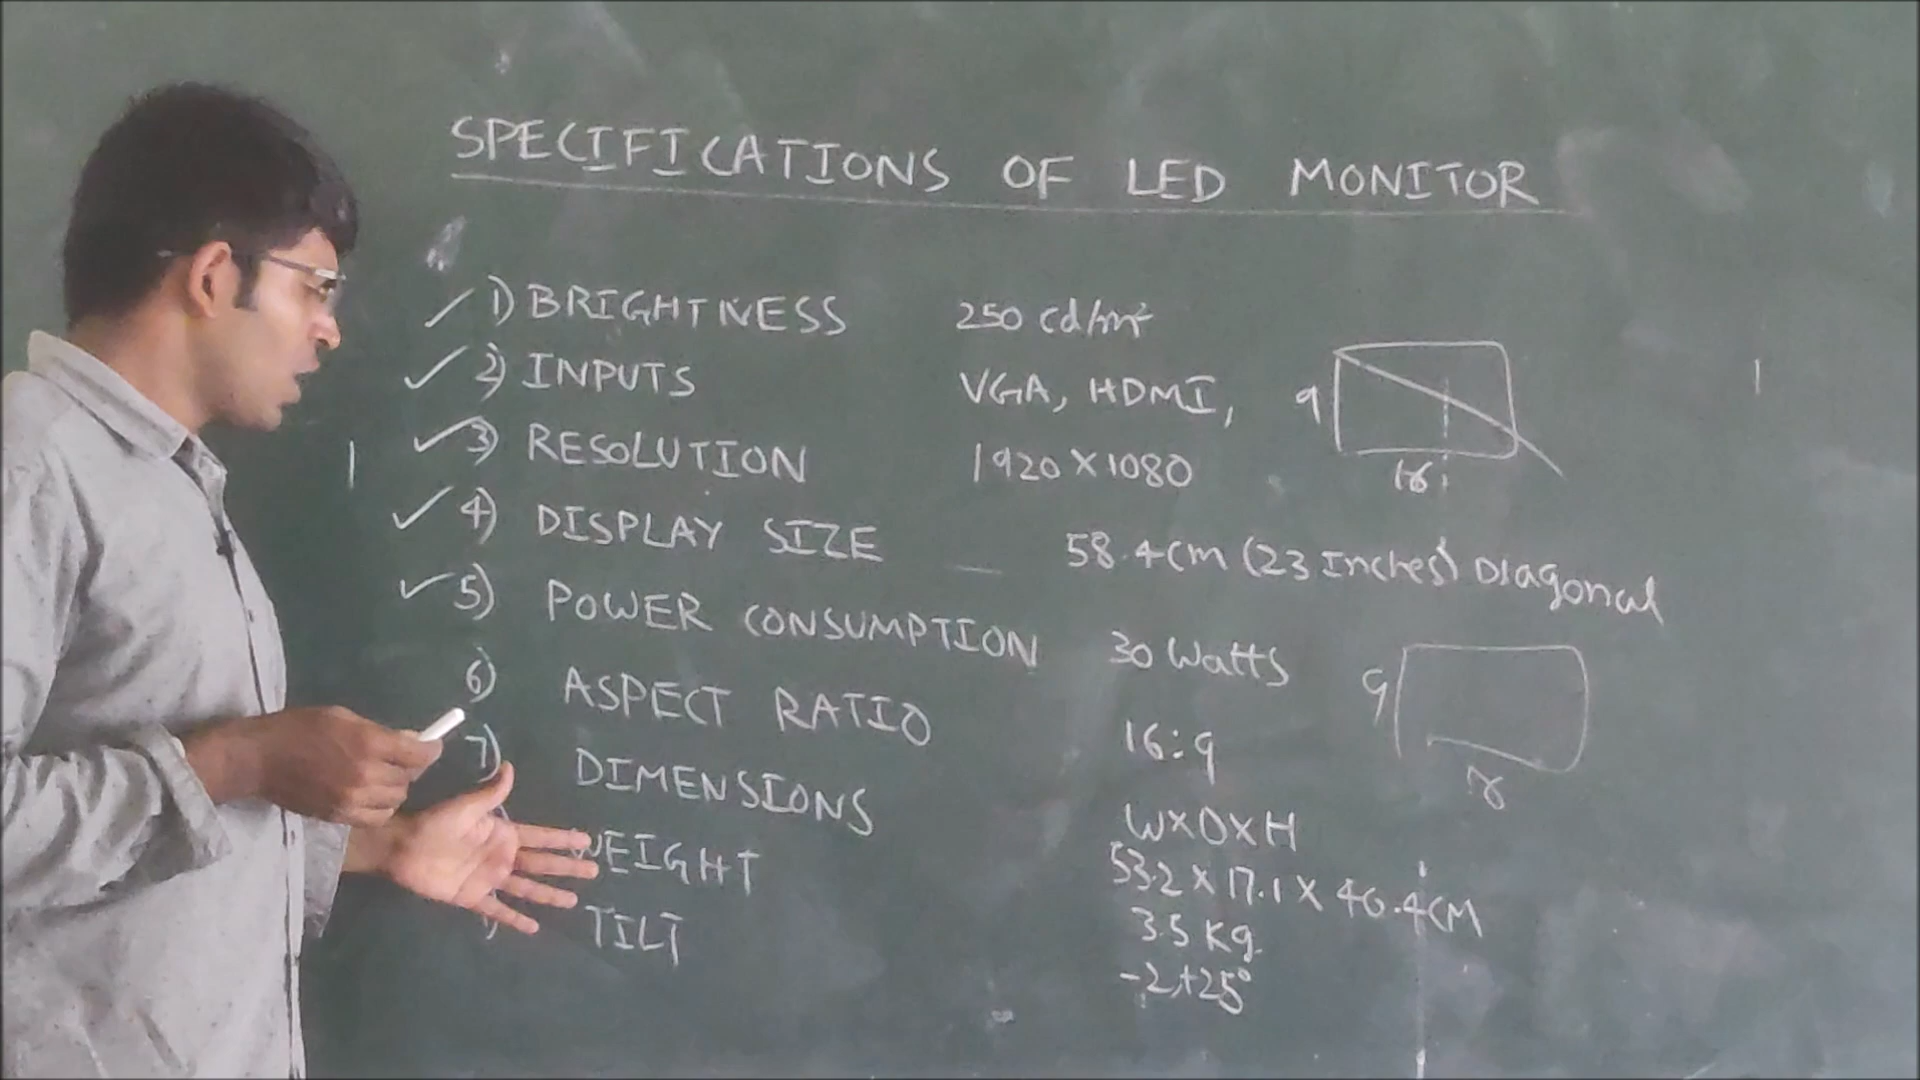 SPECIFICATIONS OF LED MONITOR
1) BRIGHTNESS 250 cd/m²
2) INPUTS VGA, HDMI,
3) RESOLUTION 1920 X 1080
4) DISPLAY SIZE 58.4cm (23 Inches) Diagonal
5) POWER CONSUMPTION 30 Watts
6) ASPECT RATIO 16:9
7) DIMENSIONS WXDXH
53.2 X 17.1 X 40.4CM
WEIGHT 3.5 Kg.
TILT -2,+25°
9
16
9